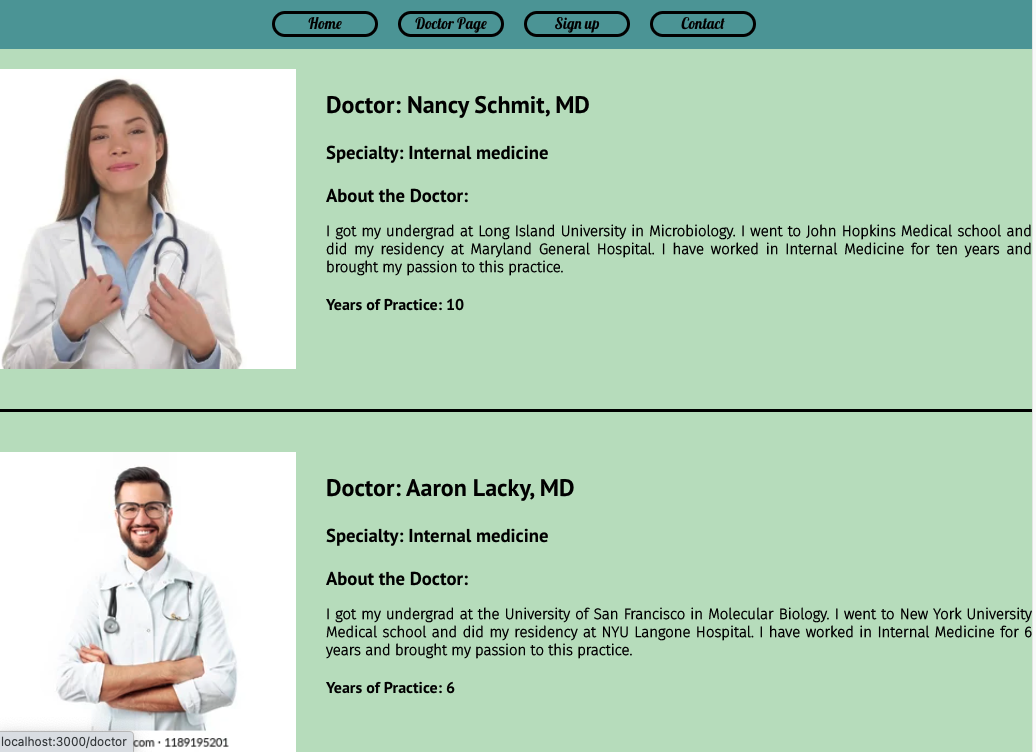 Home
Doctor Page
Sign up
Contact
Doctor: Nancy Schmit, MD
Specialty: Internal medicine
About the Doctor:
I got my undergrad at Long Island University in Microbiology. I went to John Hopkins Medical school and
did my residency at Maryland General Hospital. I have worked in Internal Medicine for ten years and
brought my passion to this practice.
Years of Practice: 10
Doctor: Aaron Lacky, MD
Specialty: Internal medicine
About the Doctor:
I got my undergrad at the University of San Francisco in Molecular Biology. I went to New York University
Medical school and did my residency at NYU Langone Hospital. I have worked in Internal Medicine for 6
years and brought my passion to this practice.
Years of Practice: 6
localhost:3000/doctor
com · 1189195201